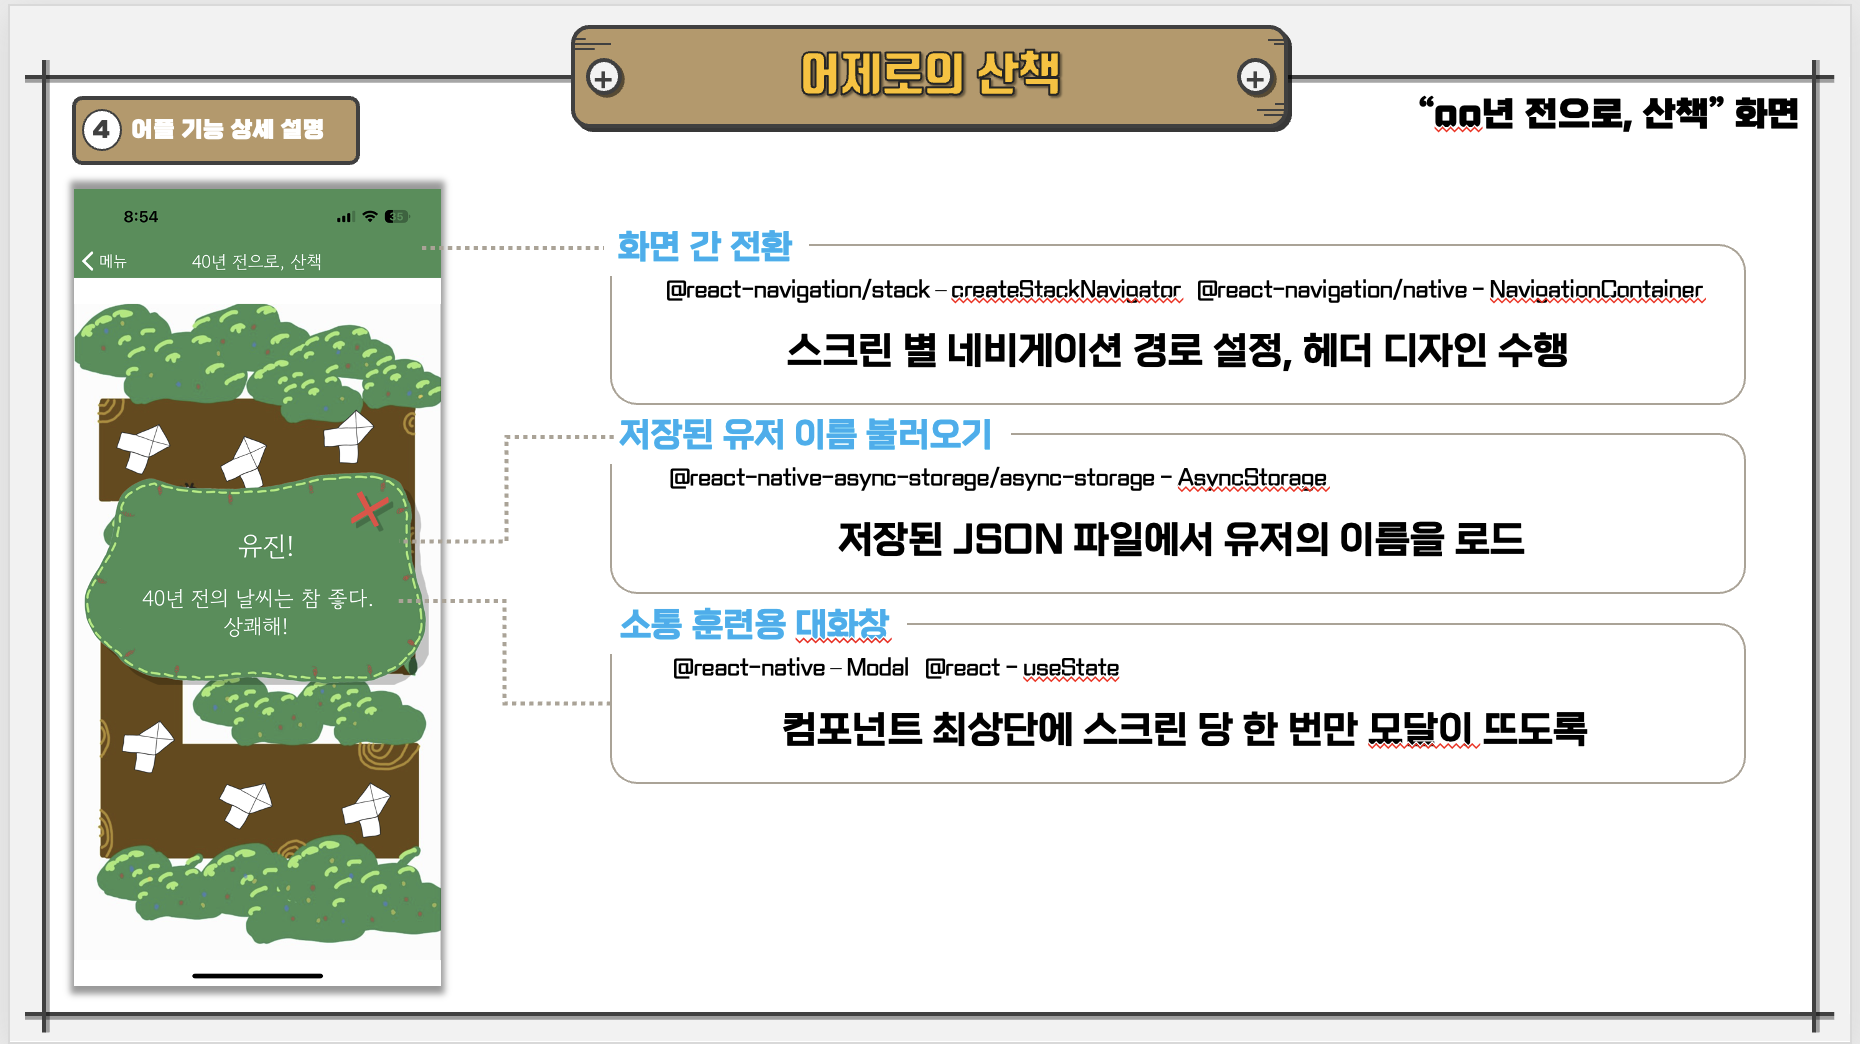 어제로의 산책
4 어플 기능 상세 설명
“oo년 전으로, 산책” 화면
8:54
35
메뉴
40년 전으로, 산책
유진!
40년 전의 날씨는 참 좋다.
상쾌해!
화면 간 전환
@react-navigation/stack – createStackNavigator @react-navigation/native - NavigationContainer
스크린 별 네비게이션 경로 설정, 헤더 디자인 수행
저장된 유저 이름 불러오기
@react-native-async-storage/async-storage - AsyncStorage
저장된 JSON 파일에서 유저의 이름을 로드
소통 훈련용 대화창
@react-native – Modal @react - useState
컴포넌트 최상단에 스크린 당 한 번만 모달이 뜨도록